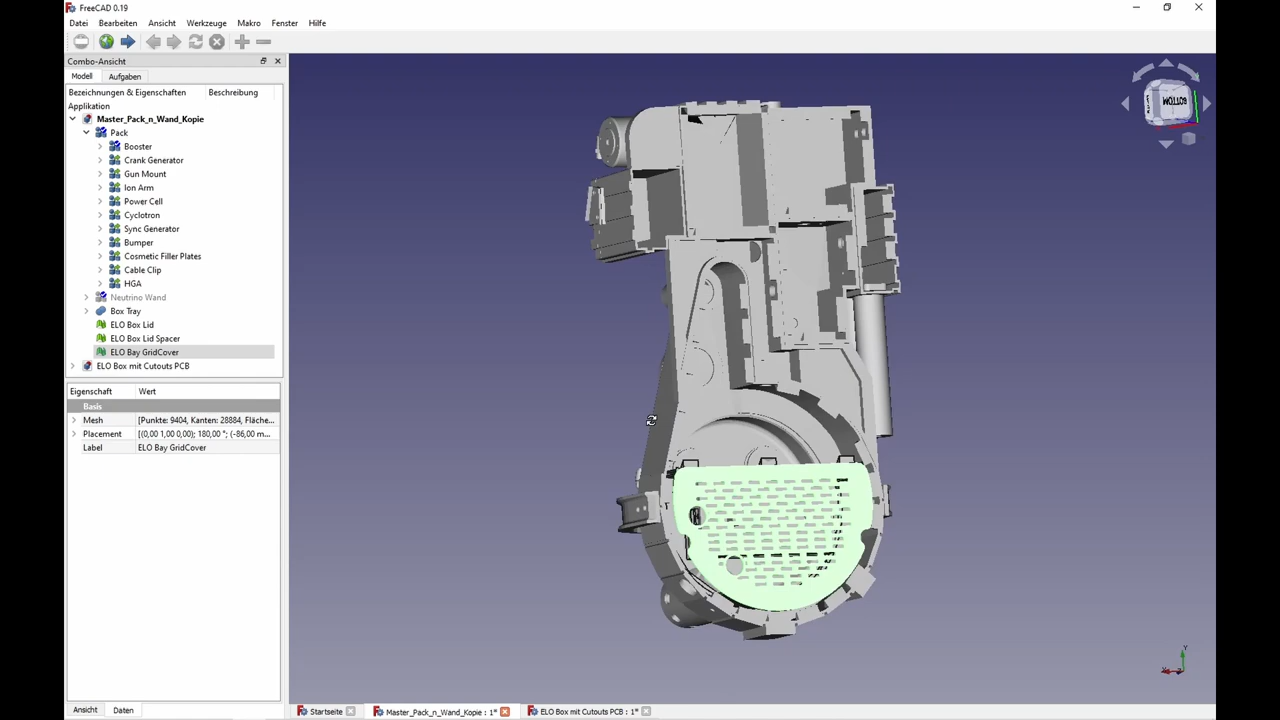 FreeCAD 0.19
Datei Bearbeiten Ansicht Werkzeuge Makro Fenster Hilfe
Combo-Ansicht
Modell Aufgaben
Bezeichnungen & Eigenschaften Beschreibung
Applikation
Master_Pack_n_Wand_Kopie
Pack
Booster
Crank Generator
Gun Mount
Ion Arm
Power Cell
Cyclotron
Sync Generator
Bumper
Cosmetic Filler Plates
Cable Clip
HGA
Neutrino Wand
Box Tray
ELO Box Lid
ELO Box Lid Spacer
ELO Bay GridCover
ELO Box mit Cutouts PCB
Eigenschaft Wert
Basis
Mesh [Punkte: 9404, Kanten: 28884, Fläche...
Placement [(0,00 1,00 0,00); 180,00 °; (-86,00 m...
Label ELO Bay GridCover
Ansicht Daten
Startseite Master_Pack_n_Wand_Kopie : 1* ELO Box mit Cutouts PCB : 1*
BOTTOM
Y